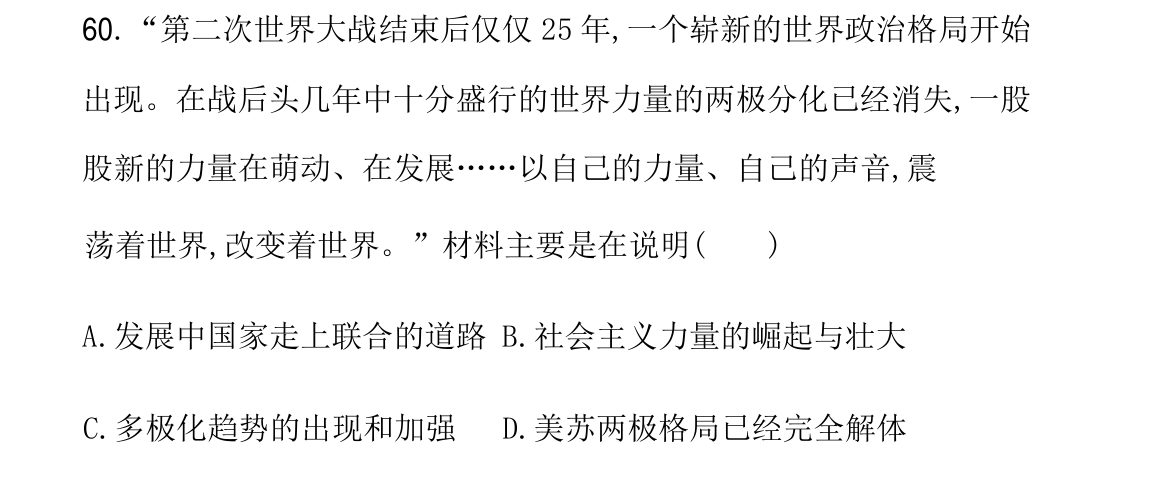 60. “第二次世界大战结束后仅仅 25 年,一个崭新的世界政治格局开始
出现。在战后头几年中十分盛行的世界力量的两极分化已经消失,一股
股新的力量在萌动、在发展……以自己的力量、自己的声音,震
荡着世界,改变着世界。”材料主要是在说明(　　)
A.发展中国家走上联合的道路 B.社会主义力量的崛起与壮大
C.多极化趋势的出现和加强 D.美苏两极格局已经完全解体